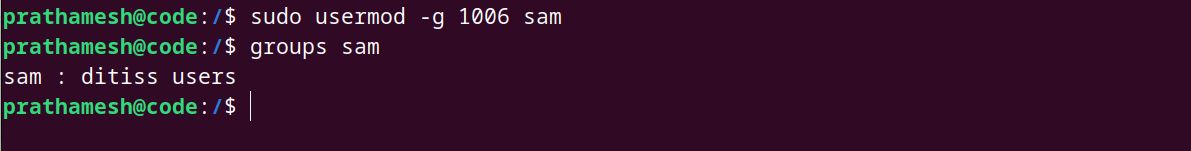 prathamesh@code:/$ sudo usermod -g 1006 sam
prathamesh@code:/$ groups sam
sam : ditiss users
prathamesh@code:/$